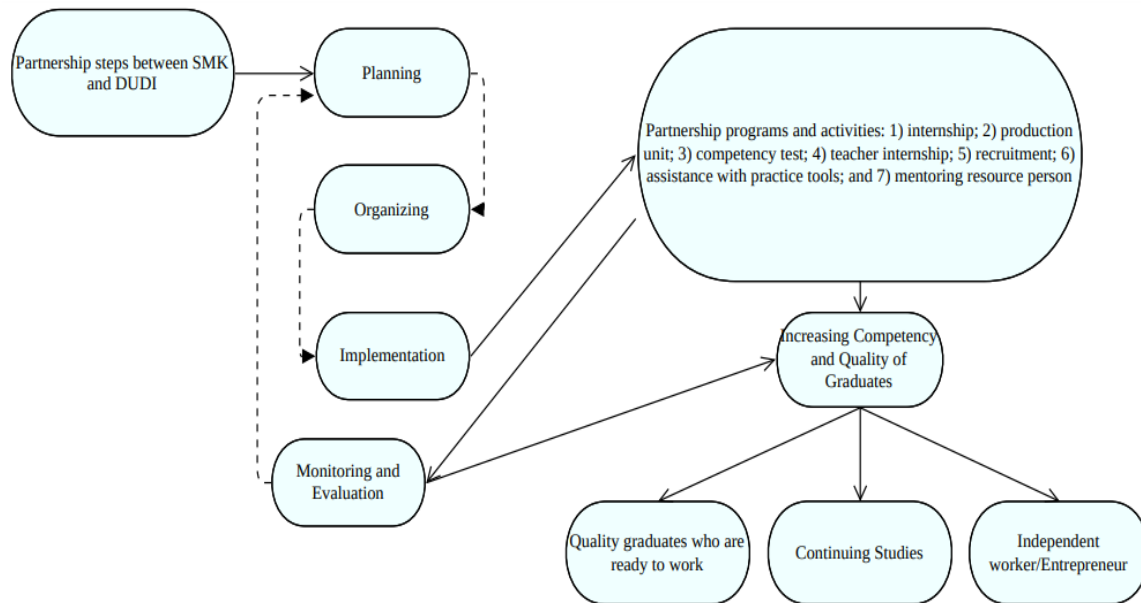 Partnership steps between SMK
and DUDI
Planning
Organizing
Implementation
Monitoring and
Evaluation
Partnership programs and activities: 1) internship; 2) production
unit; 3) competency test; 4) teacher internship; 5) recruitment; 6)
assistance with practice tools; and 7) mentoring resource person
Increasing Competency
and Quality of
Graduates
Quality graduates who are
ready to work
Continuing Studies
Independent
worker/Entrepreneur